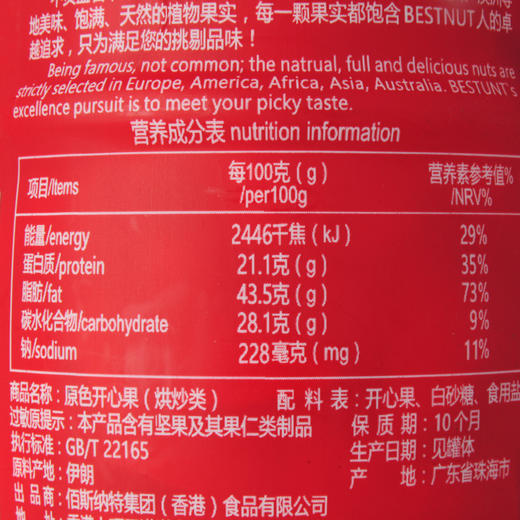 地美味、饱满、天然的植物果实，每一颗果实都饱含BESTNUT人的卓
越追求，只为满足您的挑剔品味！
Being famous, not common; the natrual, full and delicious nuts are
strictly selected in Europe, America, Africa, Asia, Australia. BESTUNT's
excellence pursuit is to meet your picky taste.
营养成分表 nutrition information
项目/Items 每100克（g）/per100g 营养素参考值%/NRV%
能量/energy 2446千焦（kJ） 29%
蛋白质/protein 21.1克（g） 35%
脂肪/fat 43.5克（g） 73%
碳水化合物/carbohydrate 28.1克（g） 9%
钠/sodium 228毫克（mg） 11%
商品名称：原色开心果（烘炒类） 配料表：开心果、白砂糖、食用盐
过敏原提示：本产品含有坚果及其果仁类制品 保质期：10个月
执行标准：GB/T 22165 生产日期：见罐体
原料产地：伊朗 产地：广东省珠海市
出品商：佰斯纳特集团（香港）食品有限公司